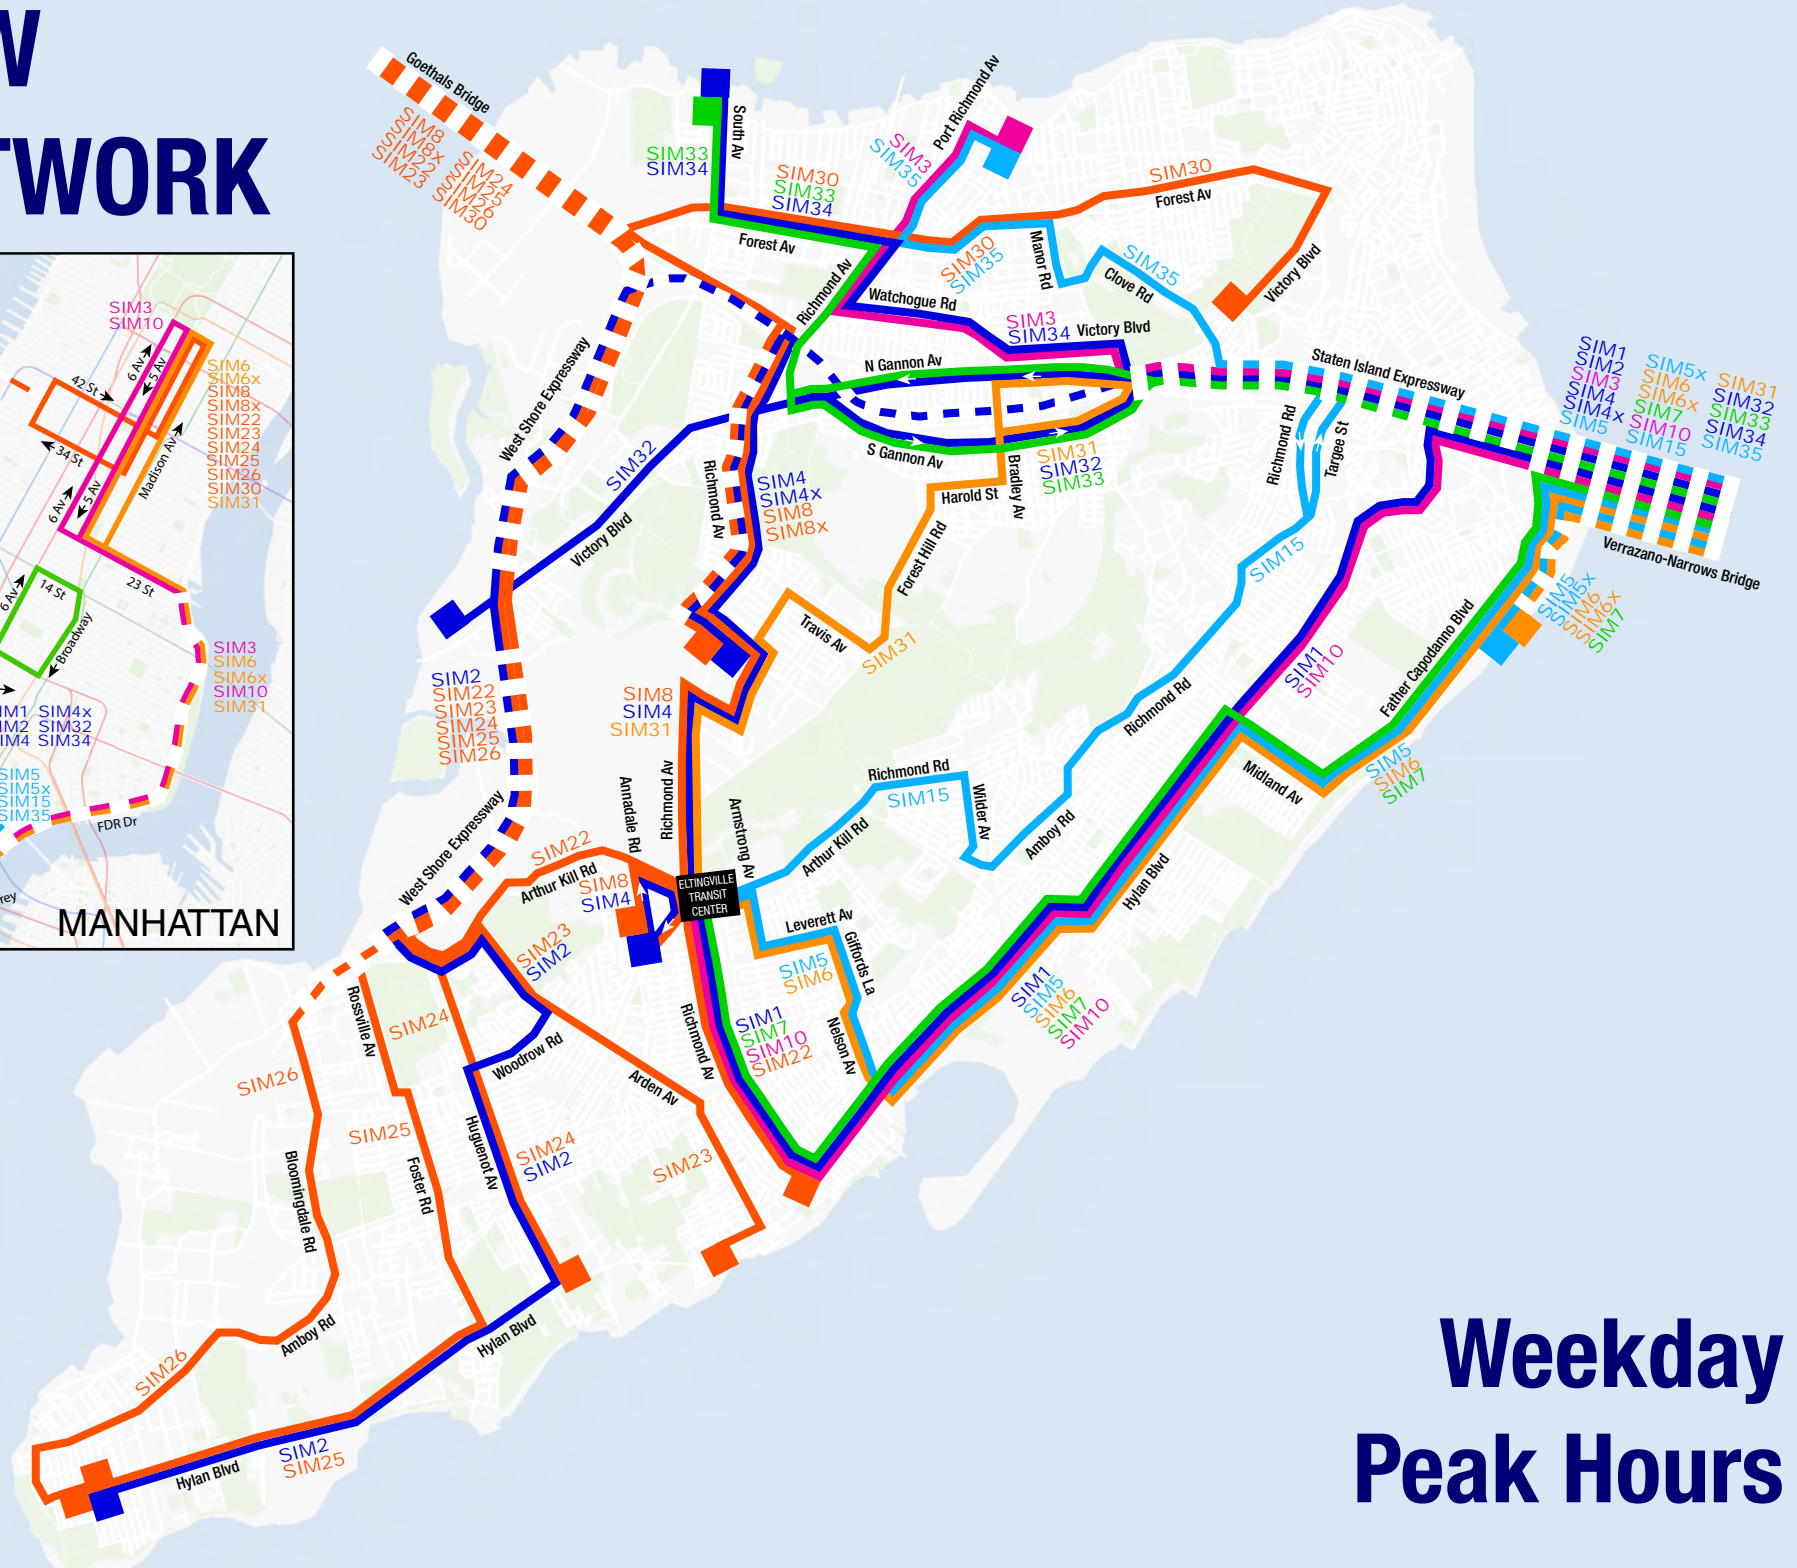 W
TWORK
Goethals Bridge
SIM8
SIM8x
SIM22
SIM23
SIM24
SIM25
SIM26
SIM30
South Av
SIM33
SIM34
SIM30
SIM33
SIM34
Forest Av
SIM3
SIM35
Port Richmond Av
SIM30
Forest Av
SIM30
SIM35
Manor Rd
SIM35
Clove Rd
Victory Blvd
Richmond Av
Watchogue Rd
SIM3
SIM34
Victory Blvd
N Gannon Av
S Gannon Av
Staten Island Expressway
SIM1
SIM2
SIM3
SIM4
SIM4x
SIM5
SIM5x
SIM6
SIM6x
SIM7
SIM10
SIM15
SIM31
SIM32
SIM33
SIM34
SIM35
Verrazano-Narrows Bridge
SIM5
SIM5x
SIM6
SIM6x
SIM7
West Shore Expressway
SIM32
Victory Blvd
Richmond Av
SIM4
SIM4x
SIM8
SIM8x
SIM31
SIM32
SIM33
Bradley Av
Harold St
Forest Hill Rd
Travis Av
SIM31
Richmond Rd
Targee St
SIM15
SIM1
SIM10
Father Capodanno Blvd
SIM5
SIM6
SIM7
Midland Av
SIM2
SIM22
SIM23
SIM24
SIM25
SIM26
SIM8
SIM4
SIM31
Richmond Rd
Richmond Rd
SIM15
Wilder Av
Amboy Rd
Arthur Kill Rd
Armstrong Av
Richmond Av
Annadale Rd
West Shore Expressway
SIM22
Arthur Kill Rd
SIM8
SIM4
ELTINGVILLE
TRANSIT
CENTER
Leverett Av
SIM5
SIM6
Giffords La
Nelson Av
Hylan Blvd
SIM1
SIM5
SIM6
SIM7
SIM10
SIM23
SIM2
Richmond Av
SIM1
SIM7
SIM10
SIM22
Rossville Av
SIM24
Woodrow Rd
Arden Av
SIM26
SIM25
Huguenot Av
SIM24
SIM2
SIM23
Bloomingdale Rd
Foster Rd
Amboy Rd
Hylan Blvd
SIM26
SIM2
SIM25
Hylan Blvd
SIM3
SIM10
6 Av
5 Av
42 St
34 St
Madison Av
6 Av
5 Av
SIM6
SIM6x
SIM8
SIM8x
SIM22
SIM23
SIM24
SIM25
SIM26
SIM30
SIM31
23 St
14 St
6 Av
Broadway
SIM3
SIM6
SIM6x
SIM10
SIM31
IM1 SIM4x
IM2 SIM32
IM4 SIM34
SIM5
SIM5x
SIM15
SIM35
FDR Dr
rey
MANHATTAN
Weekday
Peak Hours